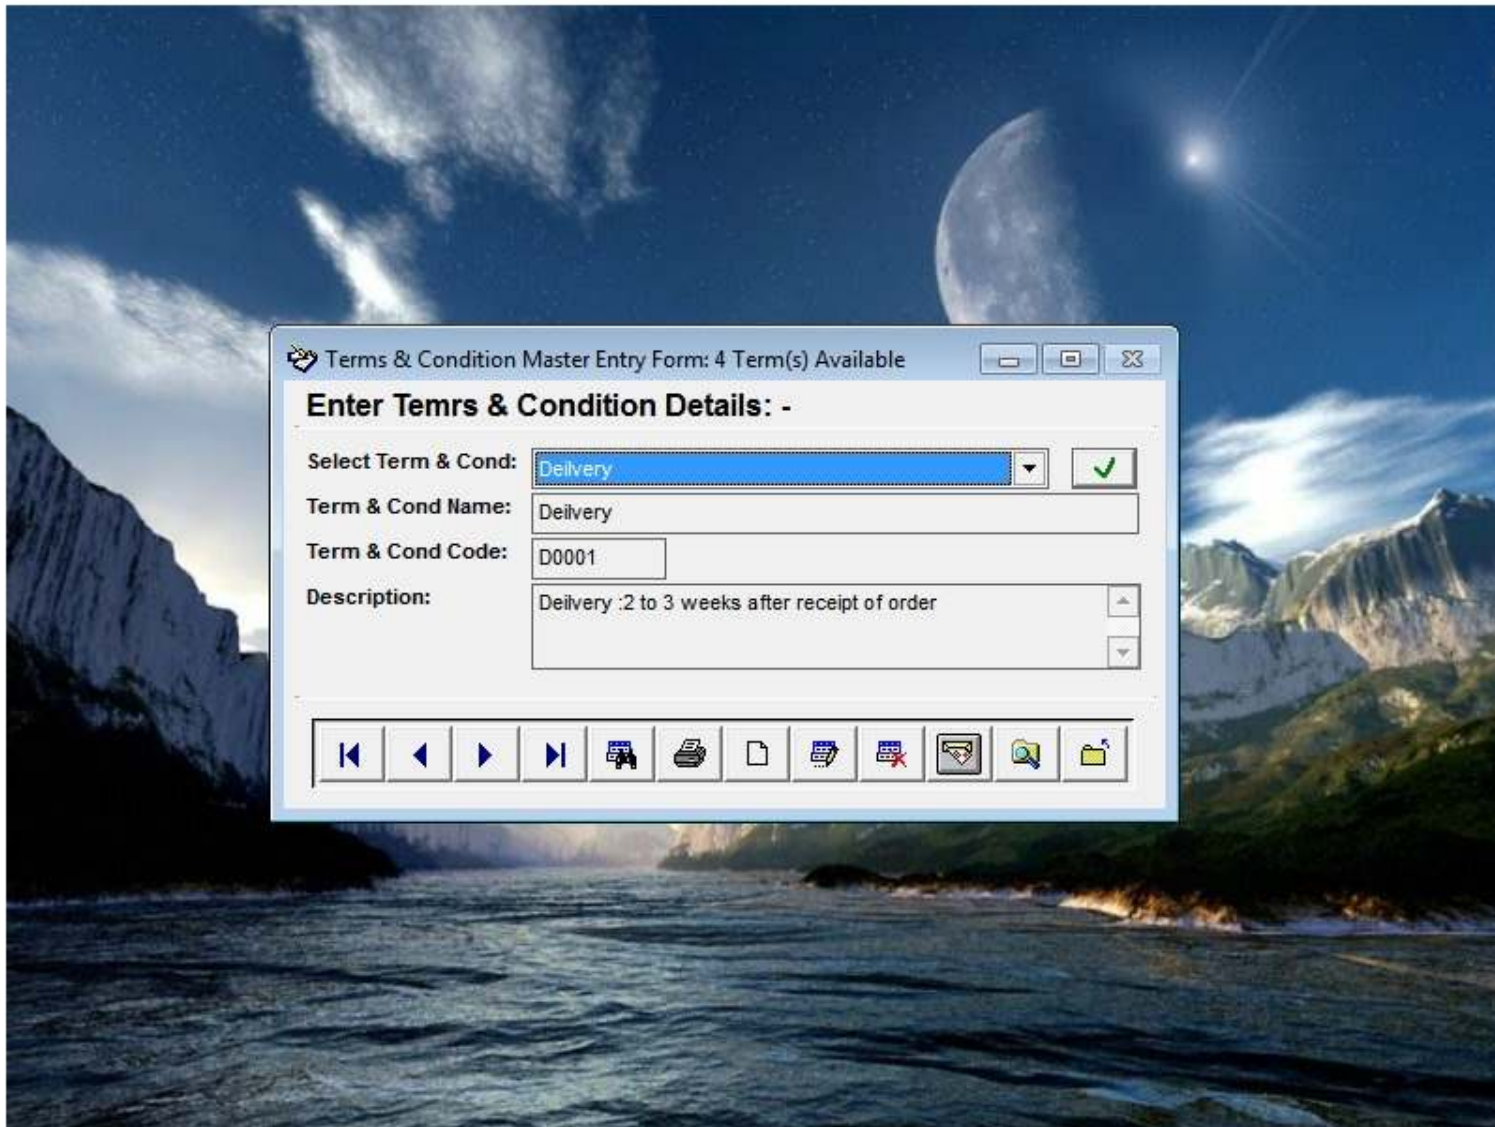 Terms & Condition Master Entry Form: 4 Term(s) Available
Enter Temrs & Condition Details: -
Select Term & Cond: Deilvery
Term & Cond Name: Deilvery
Term & Cond Code: D0001
Description: Deilvery :2 to 3 weeks after receipt of order